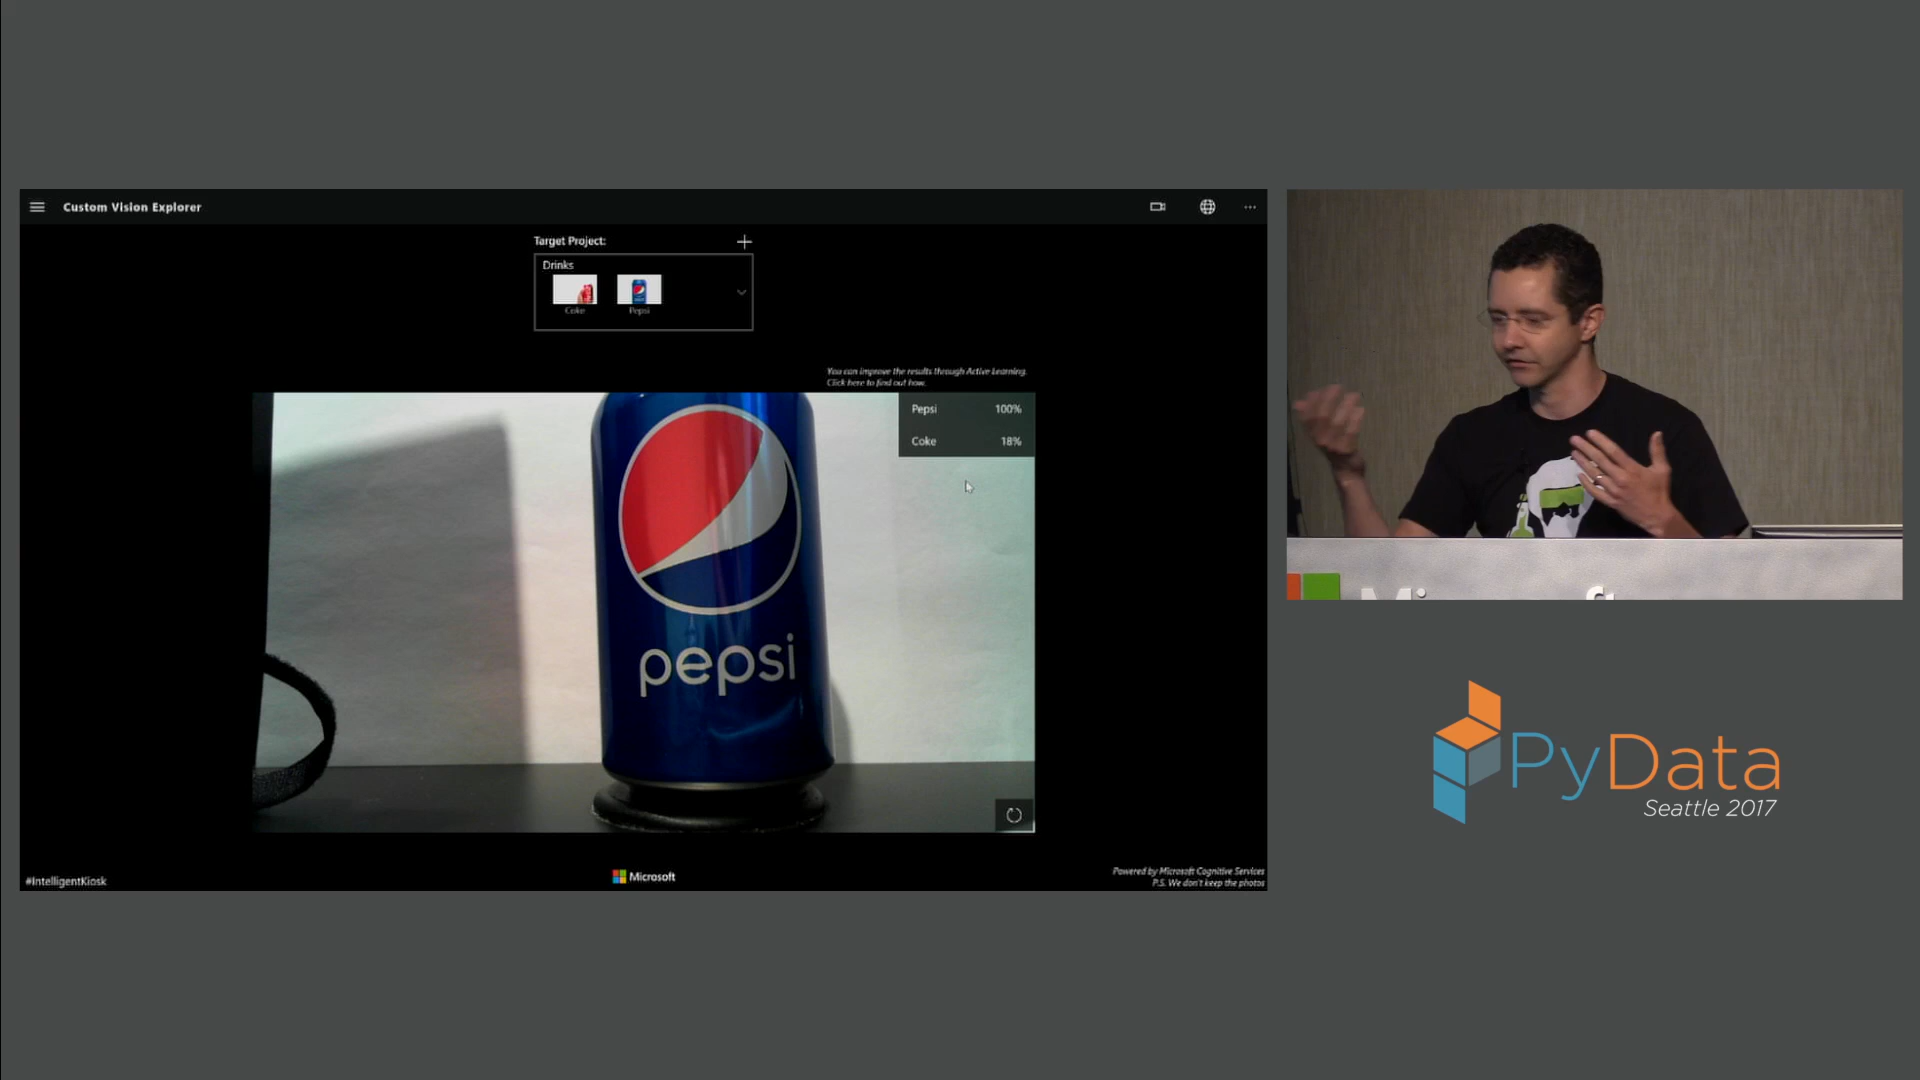 Custom Vision Explorer
Target Project:
Drinks
Coke
Pepsi
You can improve the results through Active Learning.
Click here to find out how.
Pepsi 100%
Coke 18%
pepsi
#IntelligentKiosk
Microsoft
Powered by Microsoft Cognitive Services
P.S. We don't keep the photos
PyData
Seattle 2017